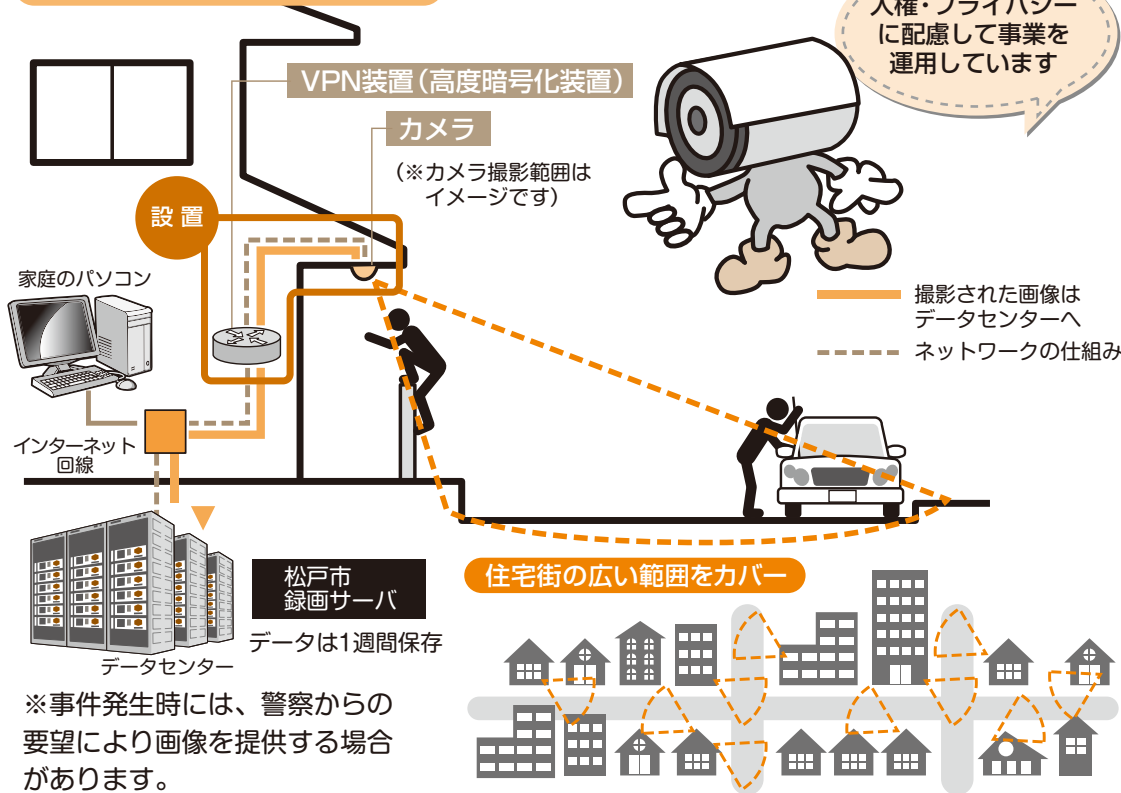 人権・プライバシー
に配慮して事業を
運用しています
VPN装置(高度暗号化装置)
カメラ
(※カメラ撮影範囲は
イメージです)
設置
家庭のパソコン
撮影された画像は
データセンターへ
ネットワークの仕組み
インターネット
回線
住宅街の広い範囲をカバー
松戸市
録画サーバ
データは1週間保存
データセンター
※事件発生時には、警察からの
要望により画像を提供する場合
があります。